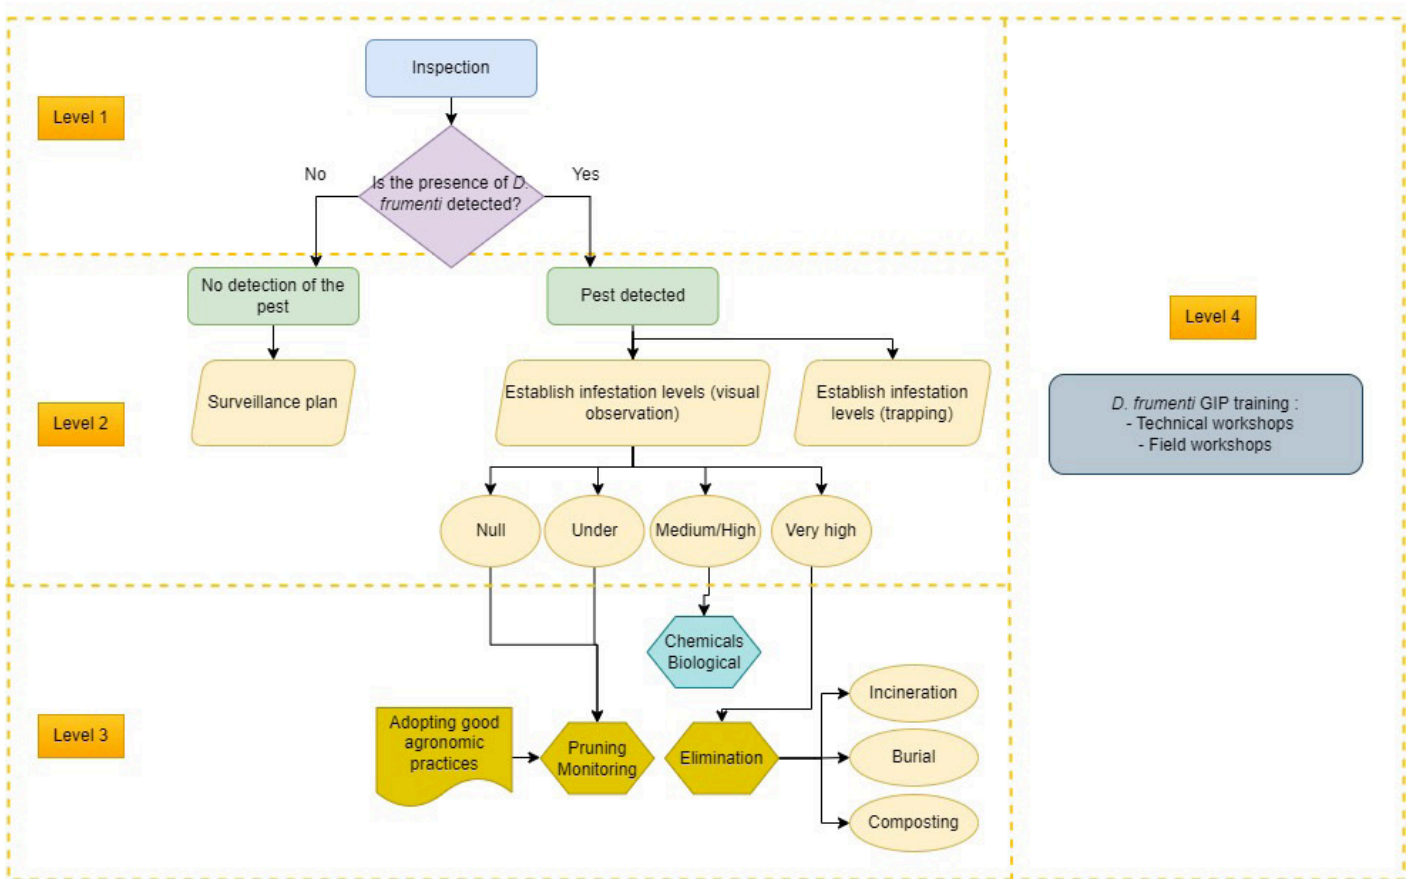 Inspection
Level 1
No
Yes
Is the presence of D.
frumenti detected?
No detection of the
pest
Pest detected
Level 4
Surveillance plan
Establish infestation levels (visual
observation)
Establish infestation
levels (trapping)
Level 2
D. frumenti GIP training :
- Technical workshops
- Field workshops
Null
Under
Medium/High
Very high
Chemicals
Biological
Level 3
Adopting good
agronomic
practices
Pruning
Monitoring
Elimination
Incineration
Burial
Composting